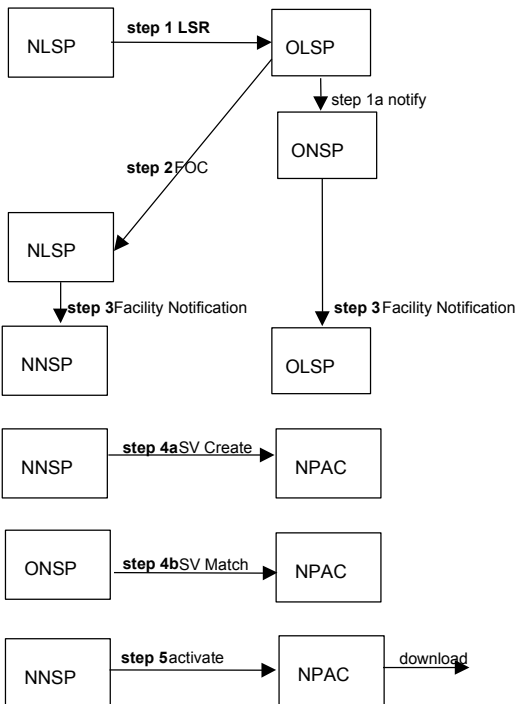 step 1 LSR
NLSP
OLSP
step 1a notify
ONSP
step 2 FOC
NLSP
step 3 Facility Notification
step 3 Facility Notification
NNSP
OLSP
step 4a SV Create
NNSP
NPAC
step 4b SV Match
ONSP
NPAC
step 5 activate
download
NNSP
NPAC